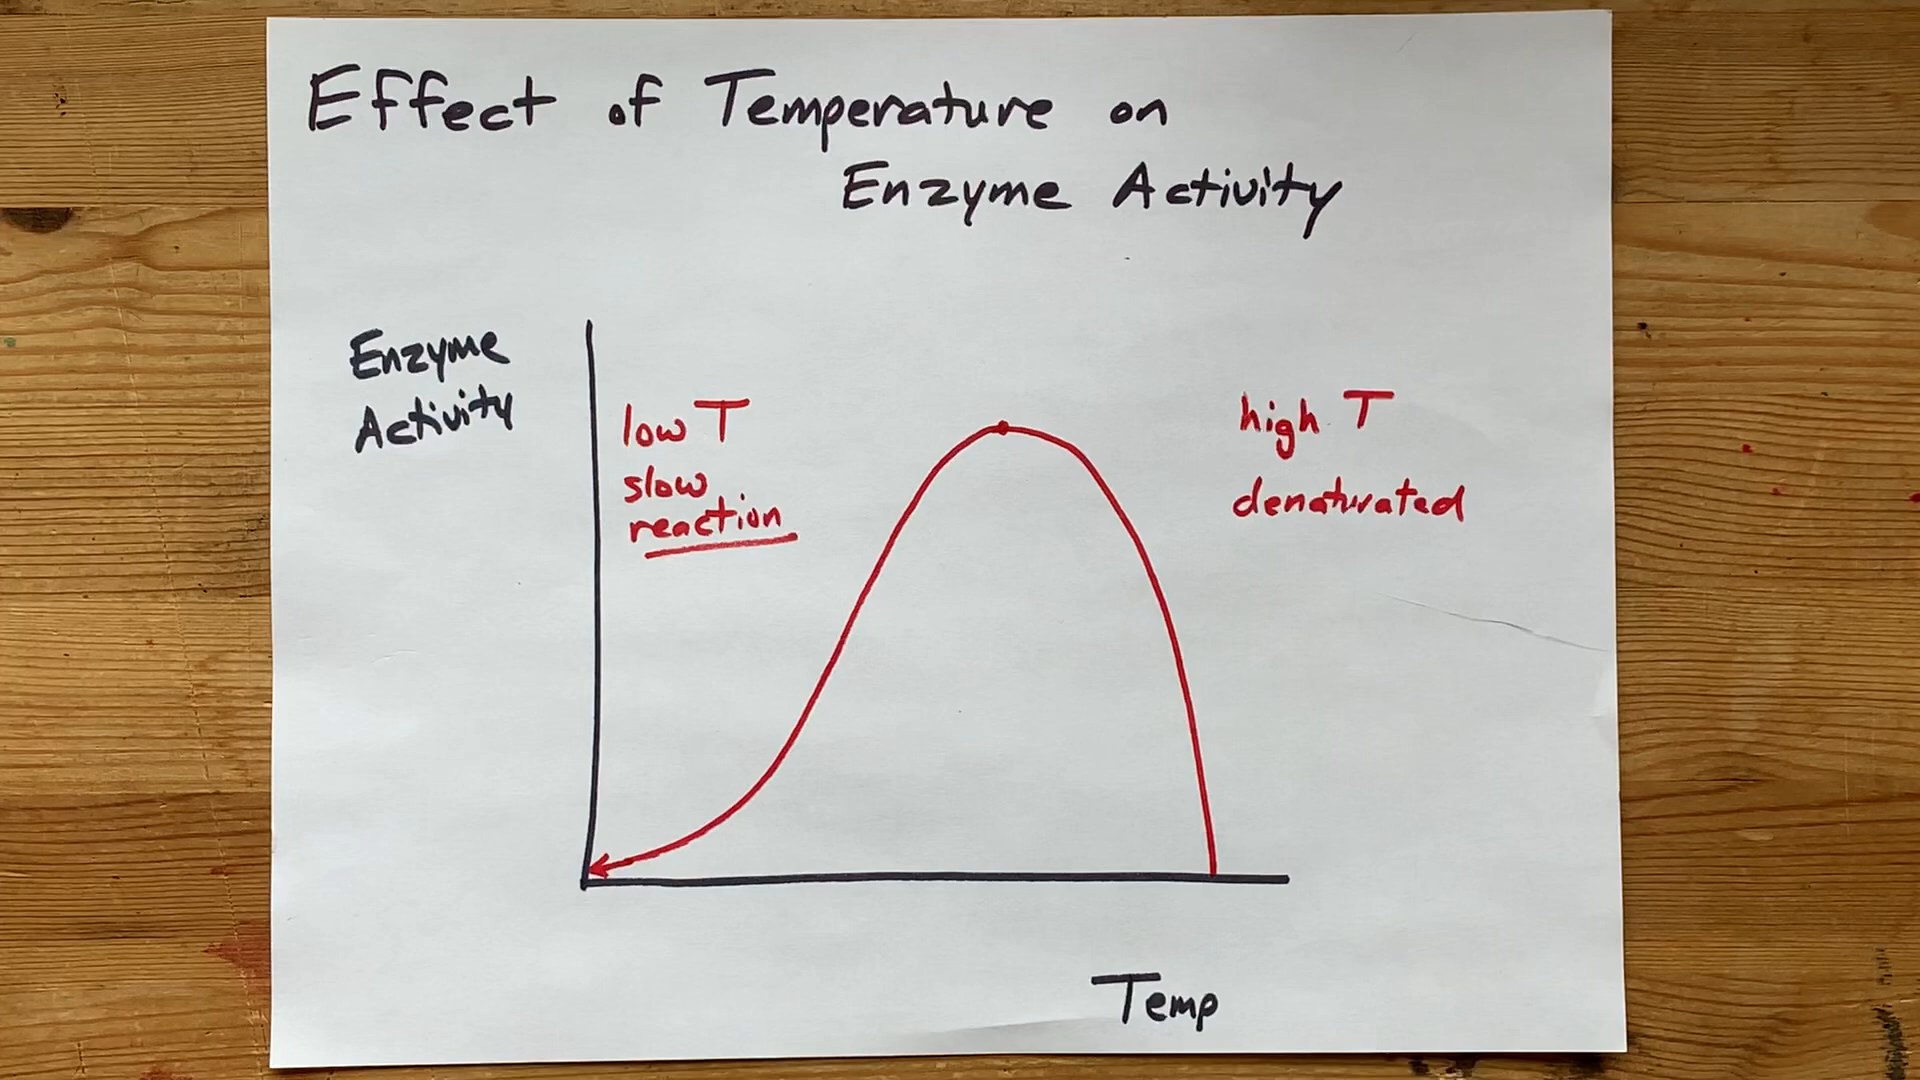 Effect of Temperature on
Enzyme Activity
Enzyme
Activity
low T
slow
reaction
high T
denaturated
Temp